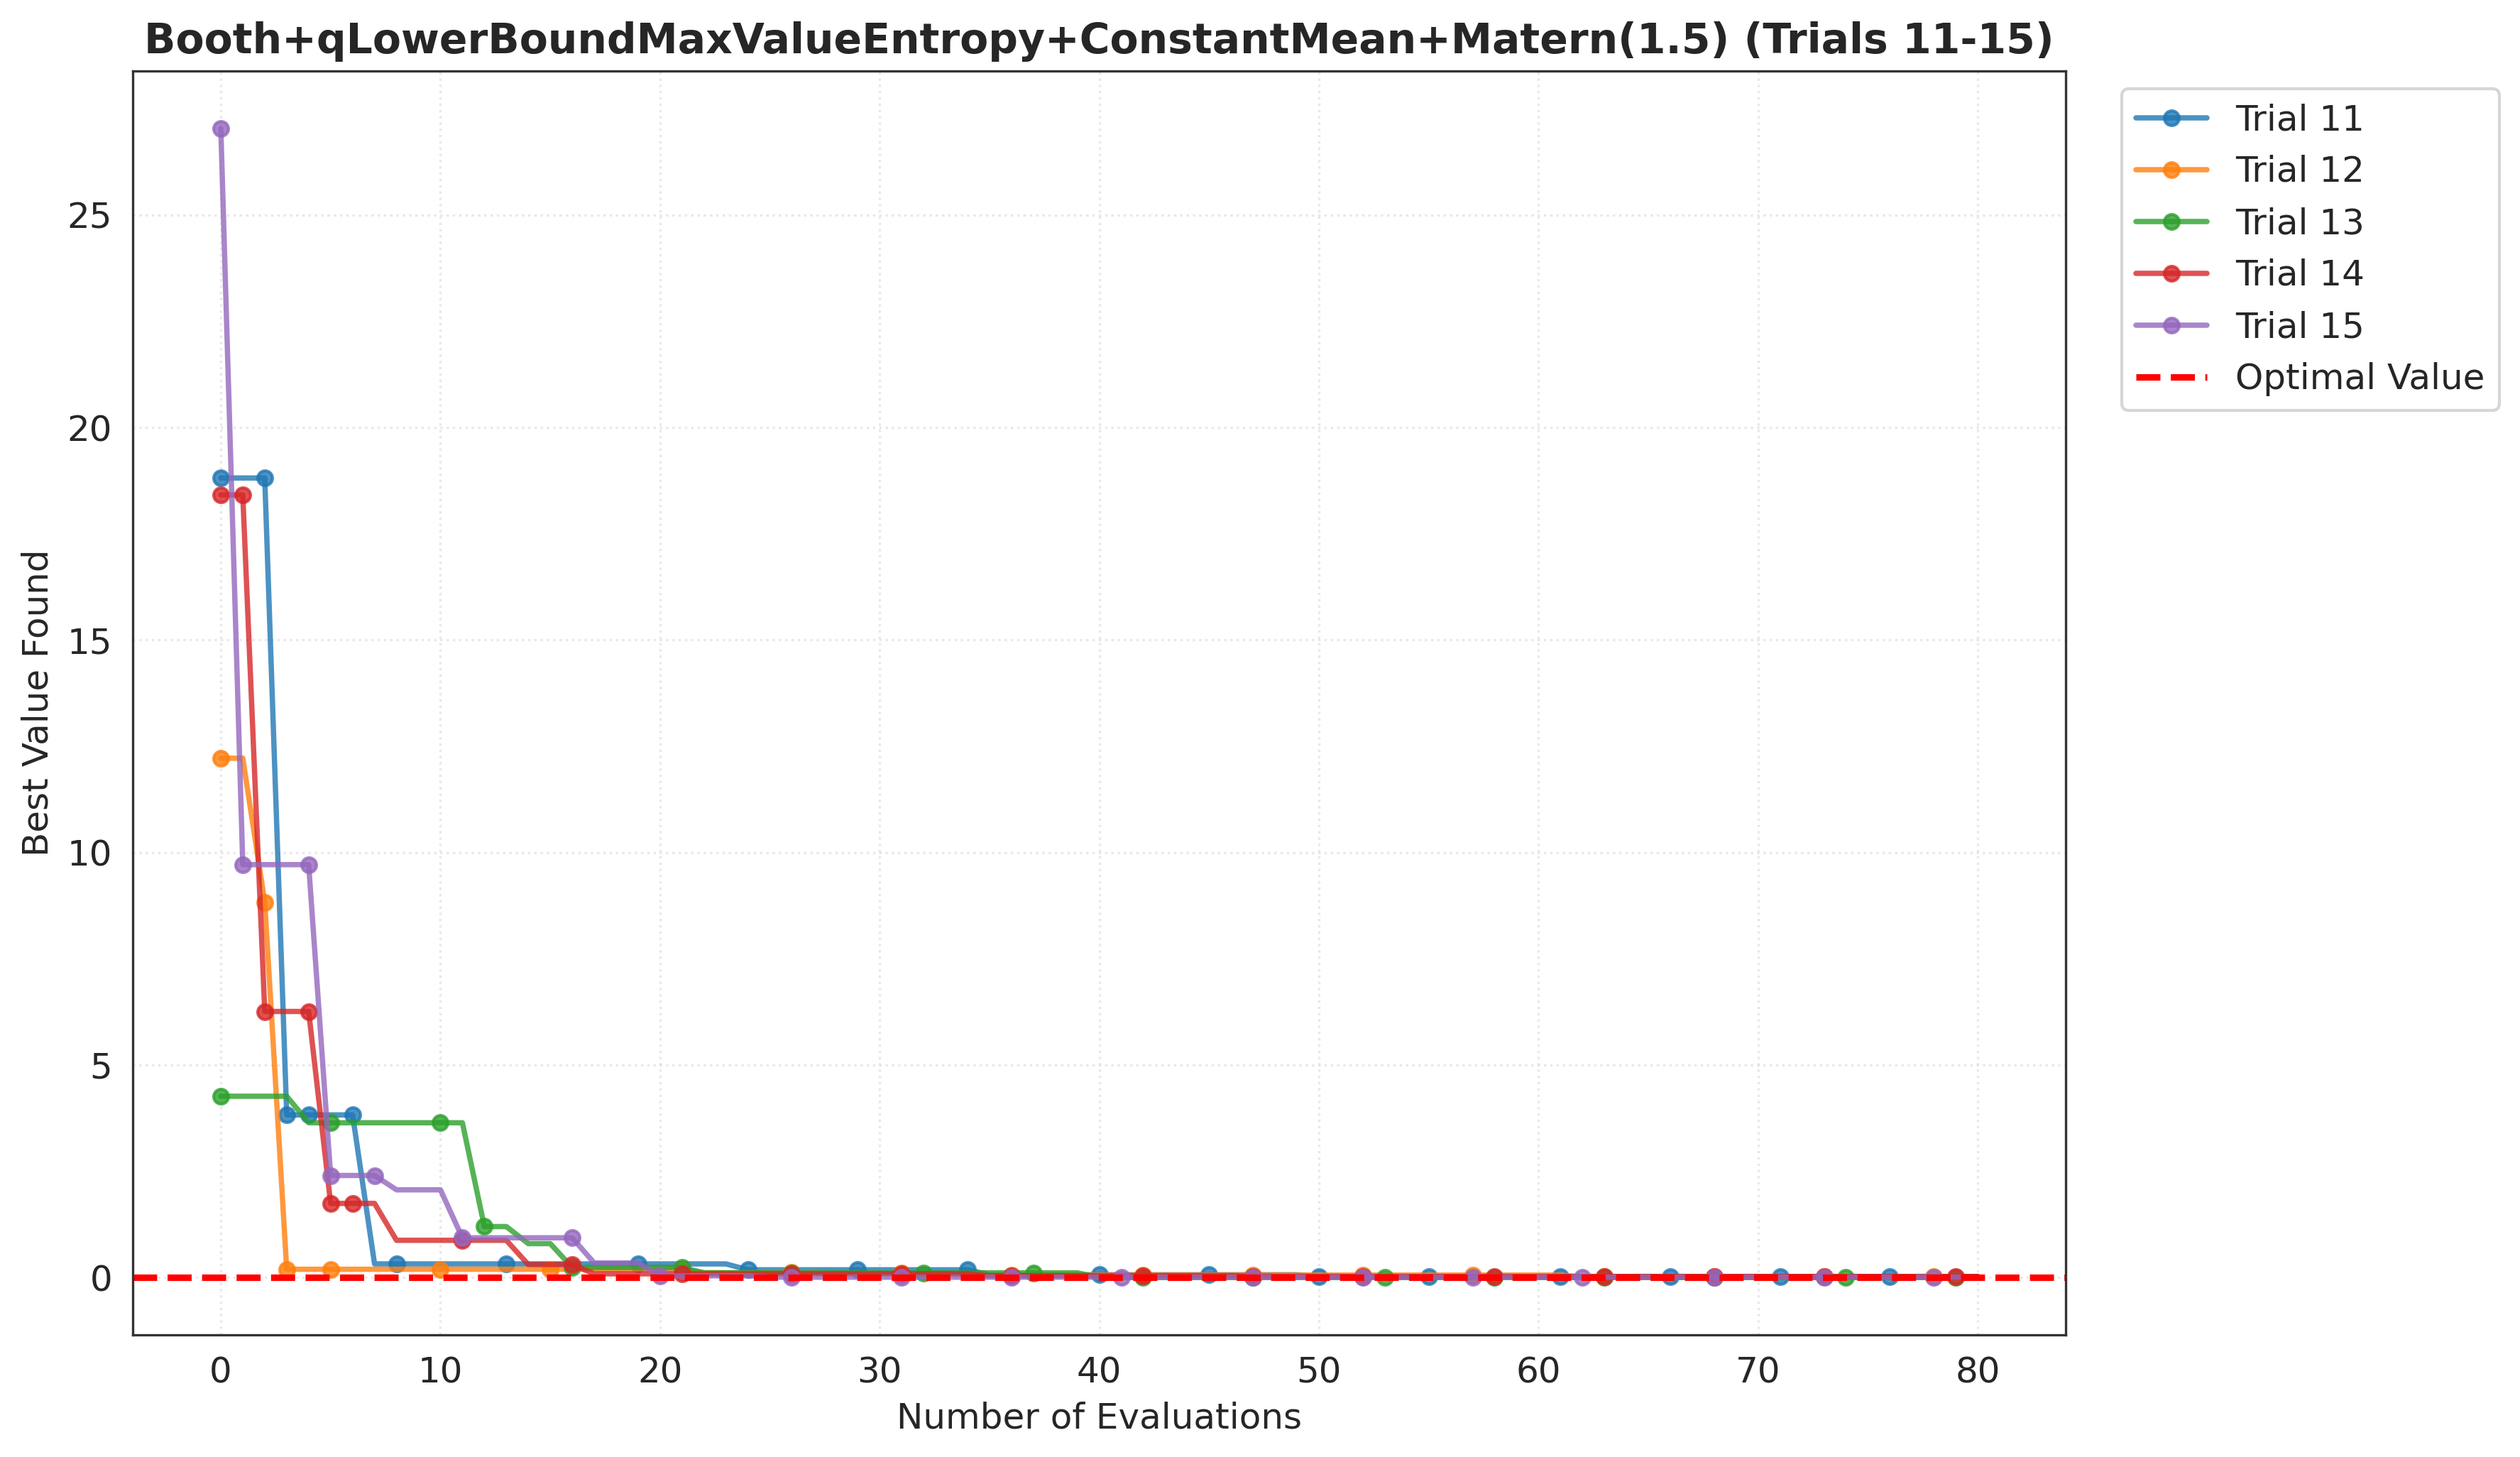 Booth+qLowerBoundMaxValueEntropy+ConstantMean+Matern(1.5) (Trials 11-15)
Trial 11
Trial 12
Trial 13
Trial 14
Trial 15
Optimal Value
Best Value Found
25
20
15
10
5
0
0 10 20 30 40 50 60 70 80
Number of Evaluations